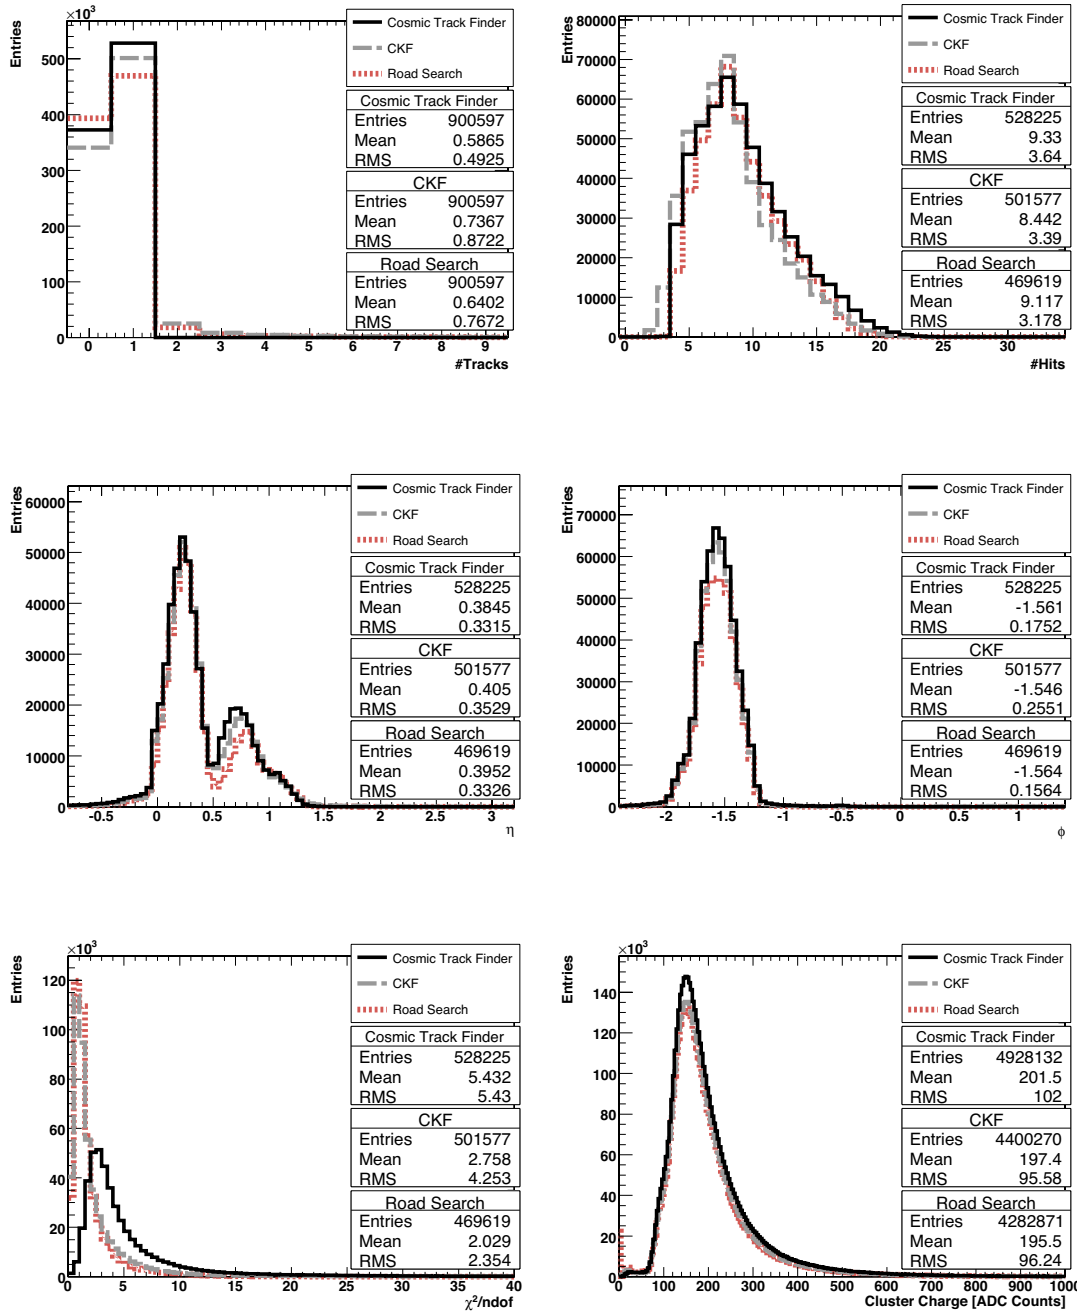 ×10³
Entries
Cosmic Track Finder
CKF
Road Search
Cosmic Track Finder
Entries 900597
Mean 0.5865
RMS 0.4925
CKF
Entries 900597
Mean 0.7367
RMS 0.8722
Road Search
Entries 900597
Mean 0.6402
RMS 0.7672
500
400
300
200
100
0
0 1 2 3 4 5 6 7 8 9
#Tracks
Entries
Cosmic Track Finder
CKF
Road Search
Cosmic Track Finder
Entries 528225
Mean 9.33
RMS 3.64
CKF
Entries 501577
Mean 8.442
RMS 3.39
Road Search
Entries 469619
Mean 9.117
RMS 3.178
80000
70000
60000
50000
40000
30000
20000
10000
0
0 5 10 15 20 25 30
#Hits
Entries
Cosmic Track Finder
CKF
Road Search
Cosmic Track Finder
Entries 528225
Mean 0.3845
RMS 0.3315
CKF
Entries 501577
Mean 0.405
RMS 0.3529
Road Search
Entries 469619
Mean 0.3952
RMS 0.3326
60000
50000
40000
30000
20000
10000
0
-0.5 0 0.5 1 1.5 2 2.5 3
η
Entries
Cosmic Track Finder
CKF
Road Search
Cosmic Track Finder
Entries 528225
Mean -1.561
RMS 0.1752
CKF
Entries 501577
Mean -1.546
RMS 0.2551
Road Search
Entries 469619
Mean -1.564
RMS 0.1564
70000
60000
50000
40000
30000
20000
10000
0
-2 -1.5 -1 -0.5 0 0.5 1
ϕ
×10³
Entries
Cosmic Track Finder
CKF
Road Search
Cosmic Track Finder
Entries 528225
Mean 5.432
RMS 5.43
CKF
Entries 501577
Mean 2.758
RMS 4.253
Road Search
Entries 469619
Mean 2.029
RMS 2.354
120
100
80
60
40
20
0
0 5 10 15 20 25 30 35 40
χ²/ndof
×10³
Entries
Cosmic Track Finder
CKF
Road Search
Cosmic Track Finder
Entries 4928132
Mean 201.5
RMS 102
CKF
Entries 4400270
Mean 197.4
RMS 95.58
Road Search
Entries 4282871
Mean 195.5
RMS 96.24
140
120
100
80
60
40
20
0
0 100 200 300 400 500 600 700 800 900 1000
Cluster Charge [ADC Counts]